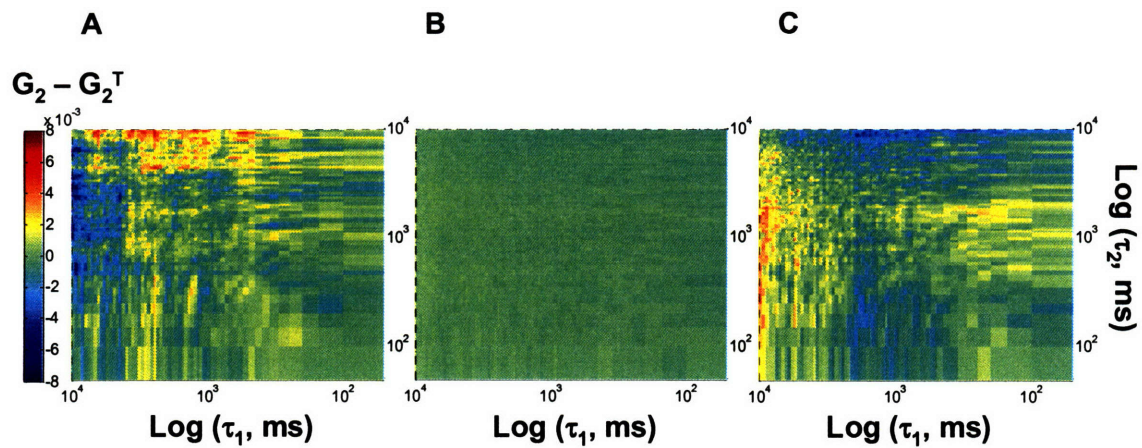 A B C
G₂ – G₂ᵀ
x 10⁻³
8
6
4
2
0
-2
-4
-6
-8
10⁴ 10³ 10²
10⁴ 10³ 10²
10⁴ 10³ 10²
10⁴ 10³ 10²
10⁴ 10³ 10²
10⁴ 10³ 10²
Log (τ₂, ms)
Log (τ₁, ms) Log (τ₁, ms) Log (τ₁, ms)